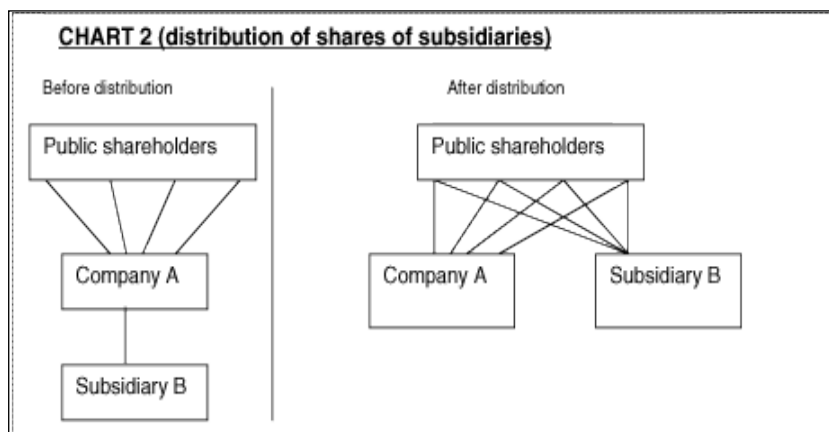 CHART 2 (distribution of shares of subsidiaries)
Before distribution
Public shareholders
Company A
Subsidiary B
After distribution
Public shareholders
Company A
Subsidiary B